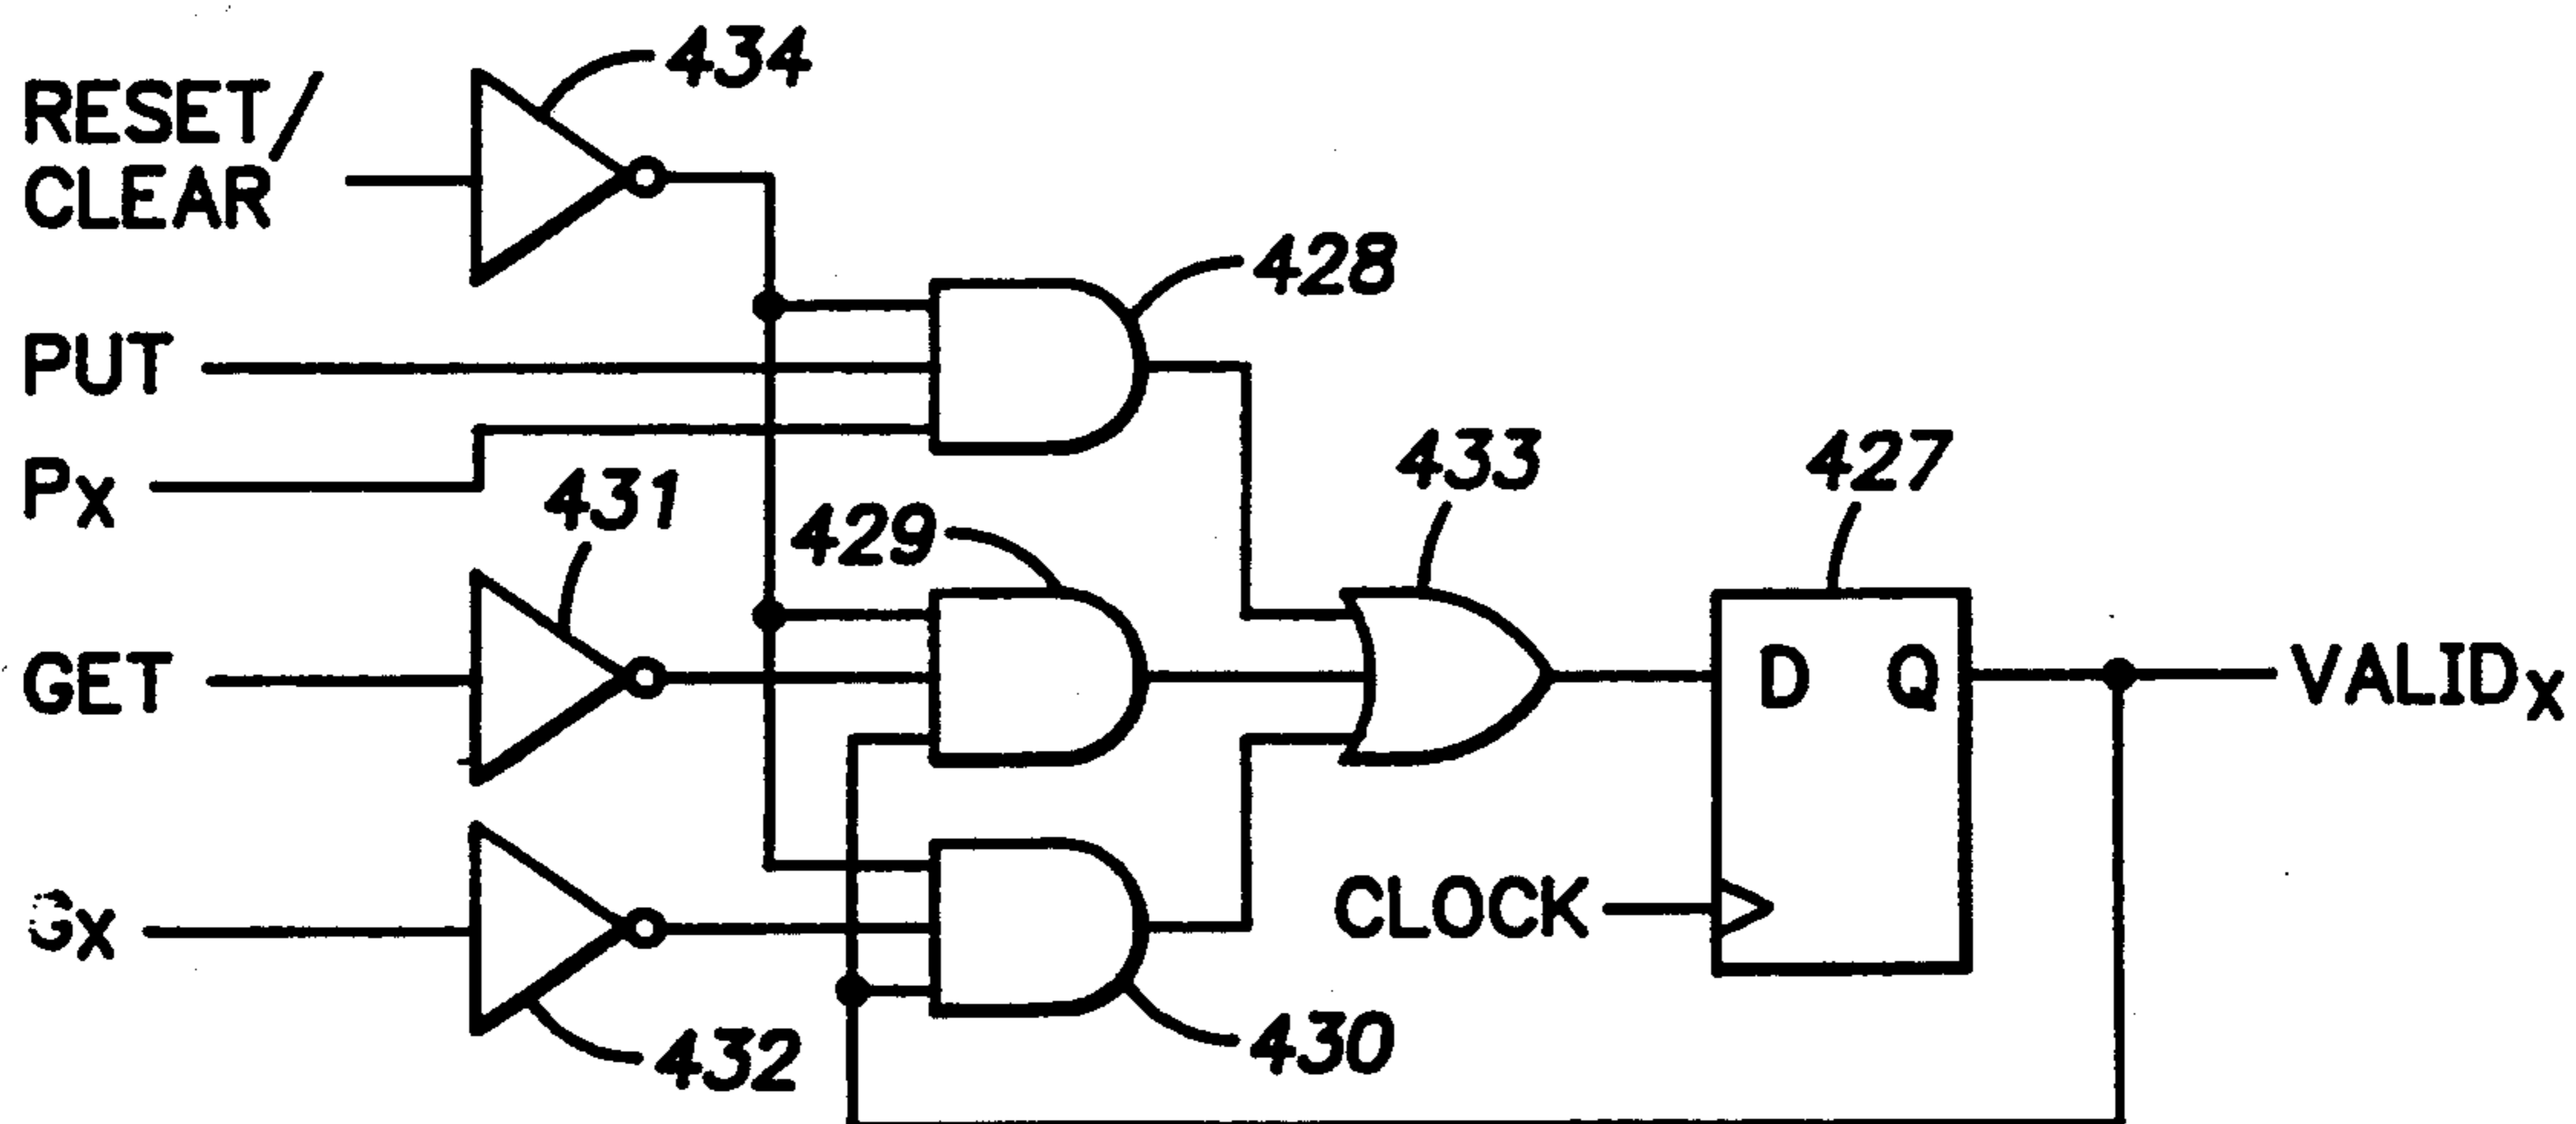 434
RESET/
CLEAR
428
PUT
PX
431
429
433
427
GET
D Q
VALIDX
GX
CLOCK
432
430